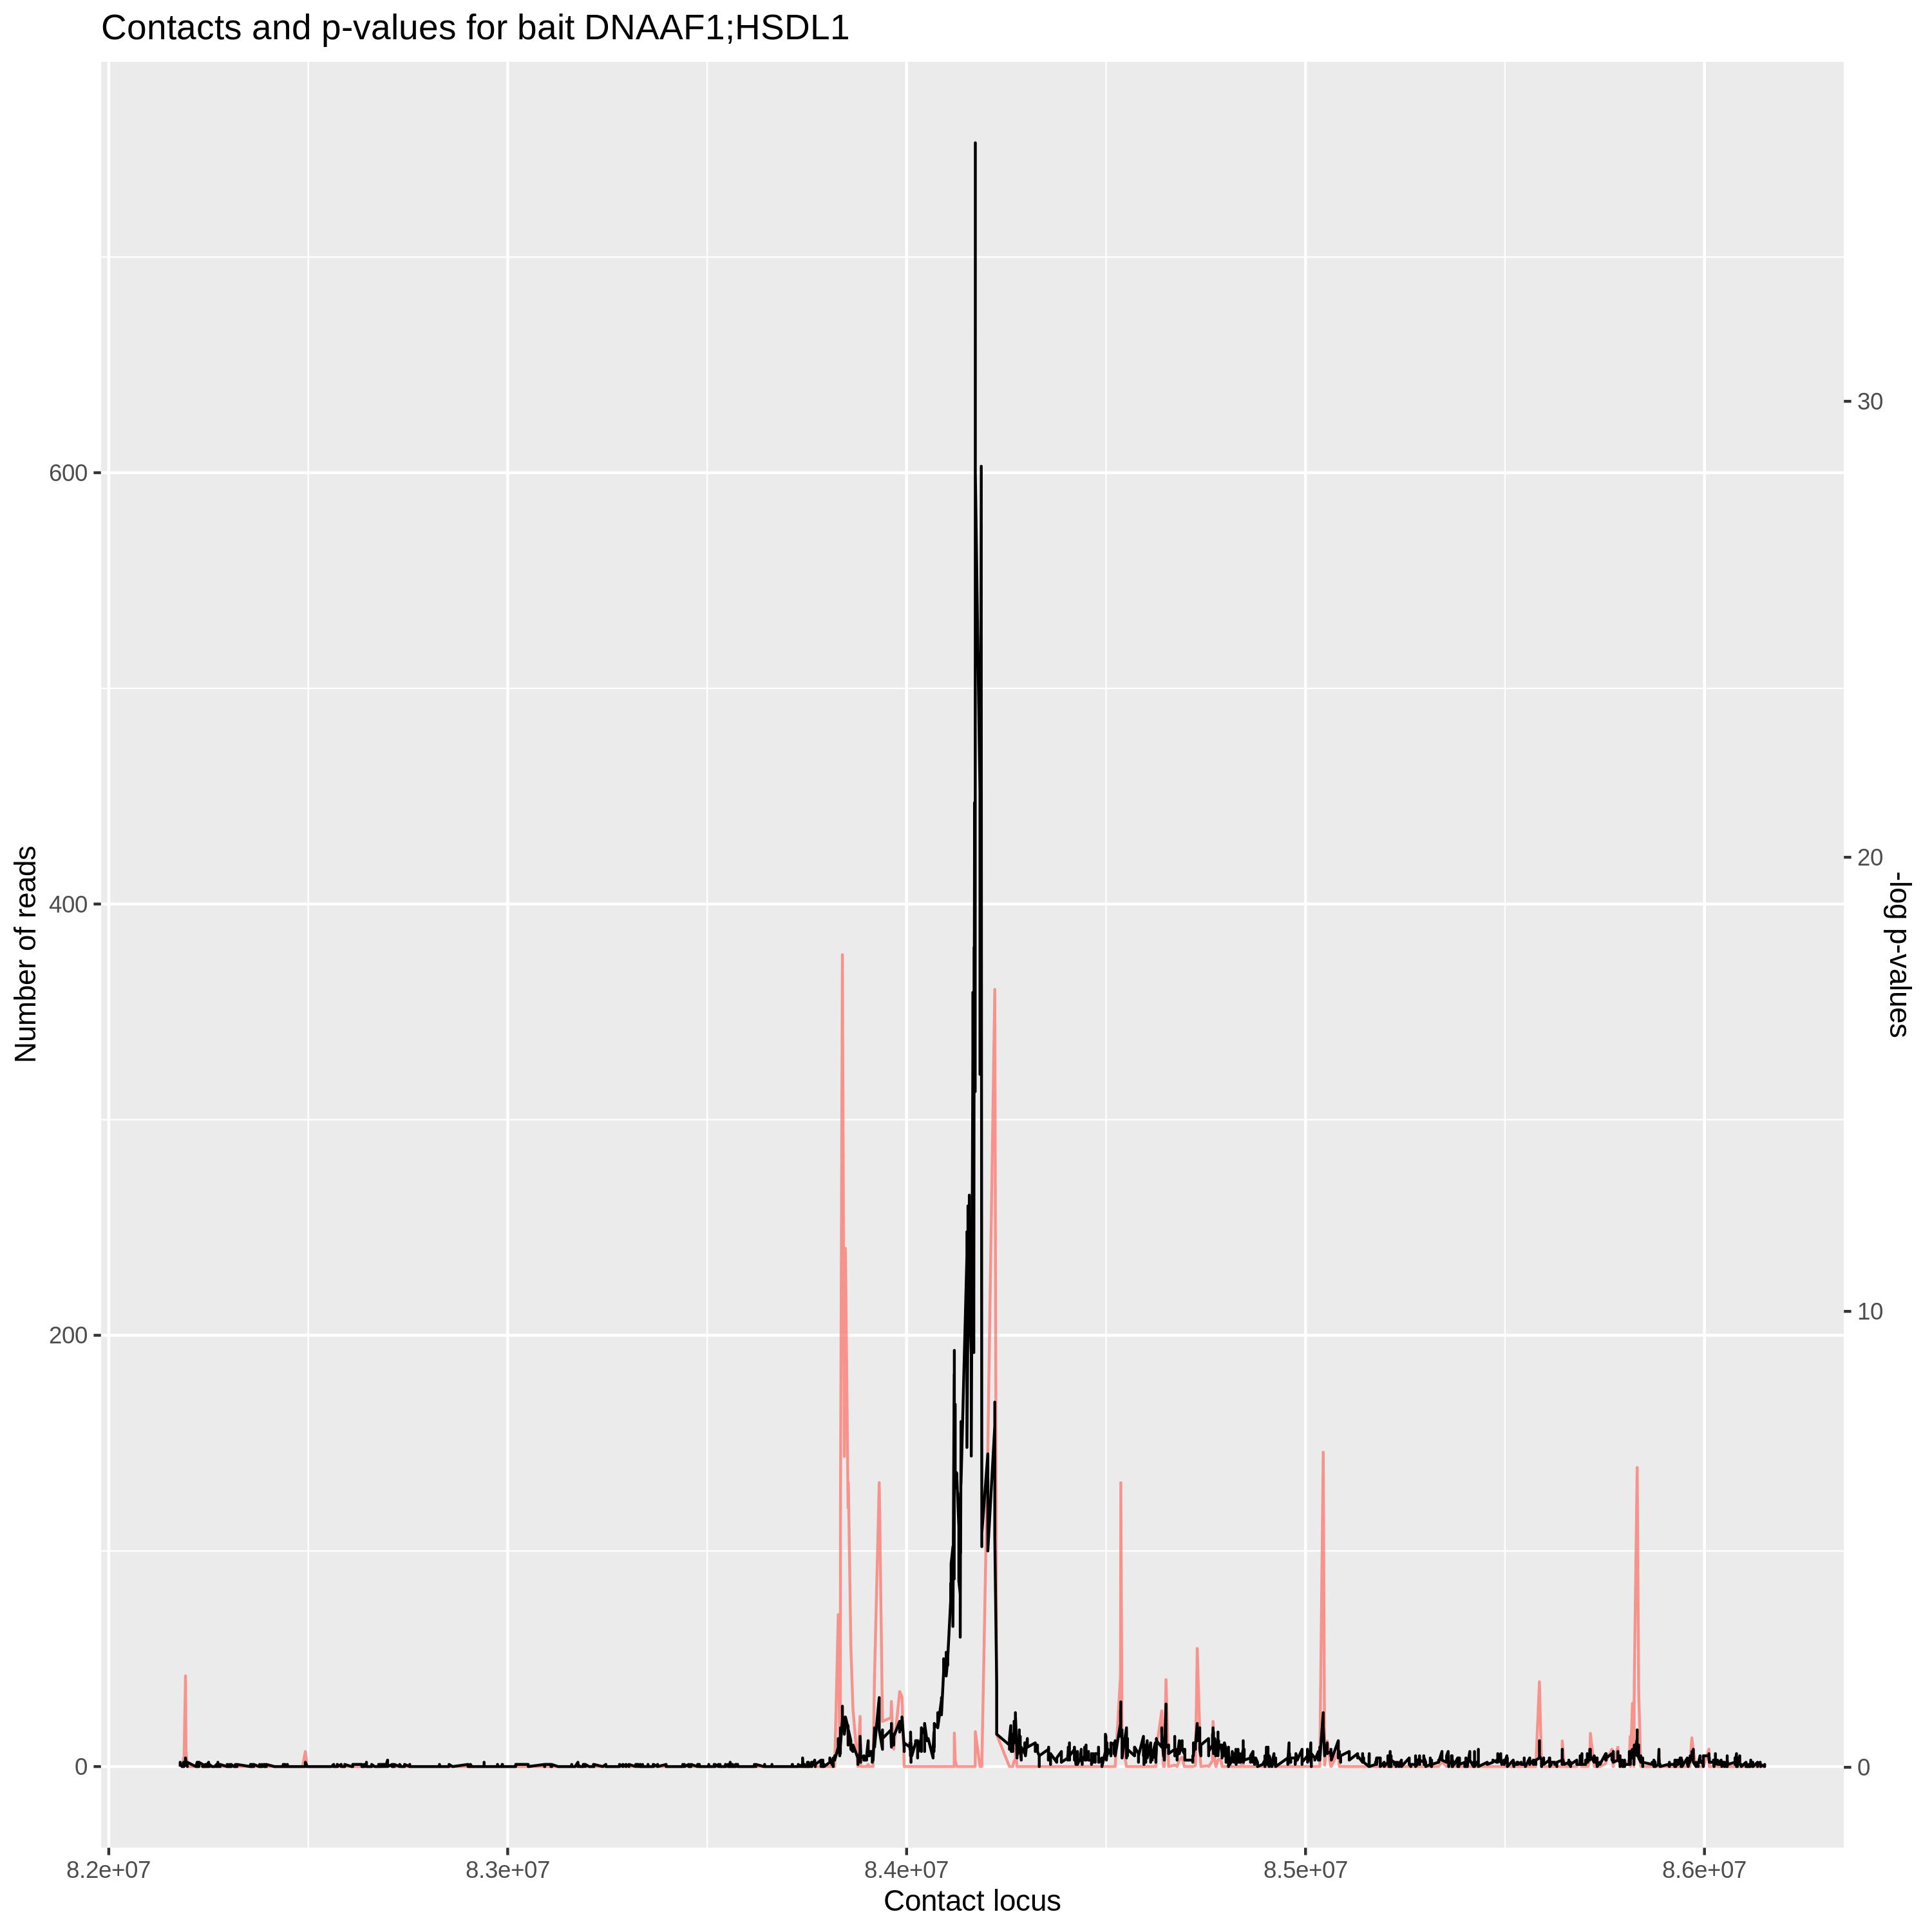 Contacts and p-values for bait DNAAF1;HSDL1
Number of reads
600
400
200
0
30
20
10
0
-log p-values
8.2e+07
8.3e+07
8.4e+07
8.5e+07
8.6e+07
Contact locus